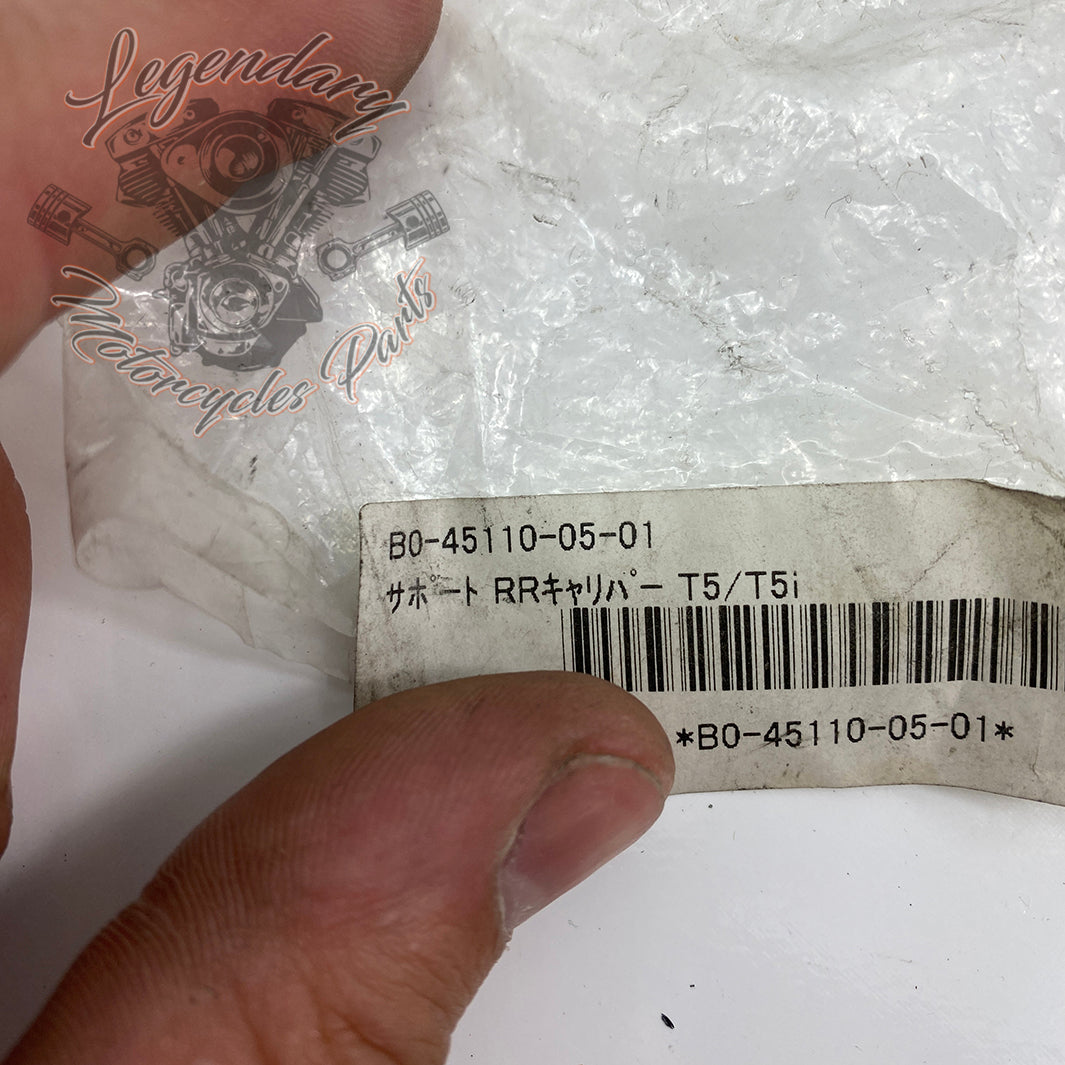 Legendary
Motorcycles Parts
B0-45110-05-01
ｻﾎﾟｰﾄ RRｷｬﾘﾊﾟｰ T5/T5i
*B0-45110-05-01*